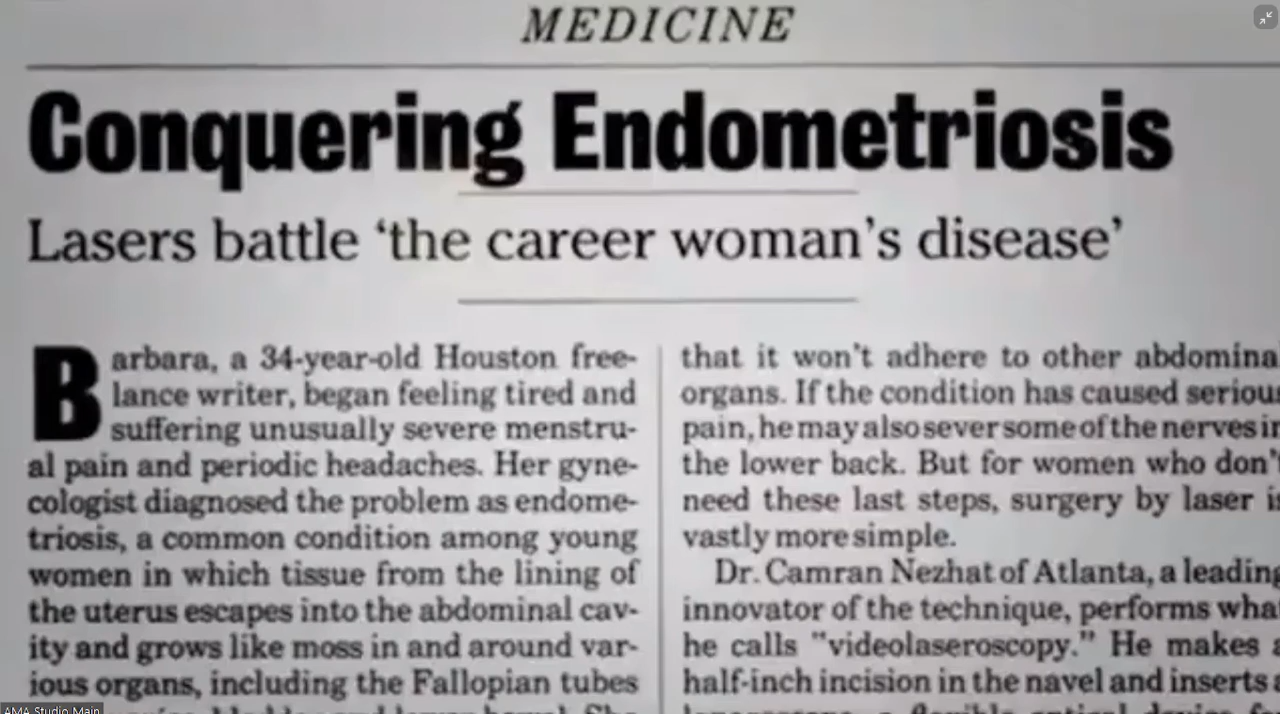 MEDICINE
Conquering Endometriosis
Lasers battle ‘the career woman’s disease’
Barbara, a 34-year-old Houston free-
lance writer, began feeling tired and
suffering unusually severe menstru-
al pain and periodic headaches. Her gyne-
cologist diagnosed the problem as endome-
triosis, a common condition among young
women in which tissue from the lining of
the uterus escapes into the abdominal cav-
ity and grows like moss in and around var-
ious organs, including the Fallopian tubes
that it won't adhere to other abdomina
organs. If the condition has caused seriou
pain, he may also sever some of the nerves in
the lower back. But for women who don't
need these last steps, surgery by laser i
vastly more simple.
Dr. Camran Nezhat of Atlanta, a leading
innovator of the technique, performs wha
he calls "videolaseroscopy." He makes a
half-inch incision in the navel and inserts a
AMA Studio Main